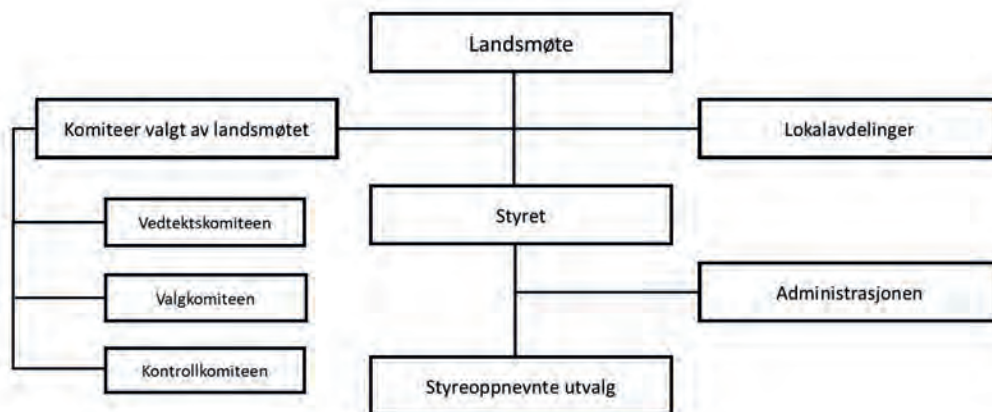 Landsmøte
Komiteer valgt av landsmøtet
Lokalavdelinger
Vedtektskomiteen
Styret
Valgkomiteen
Administrasjonen
Kontrollkomiteen
Styreoppnevnte utvalg